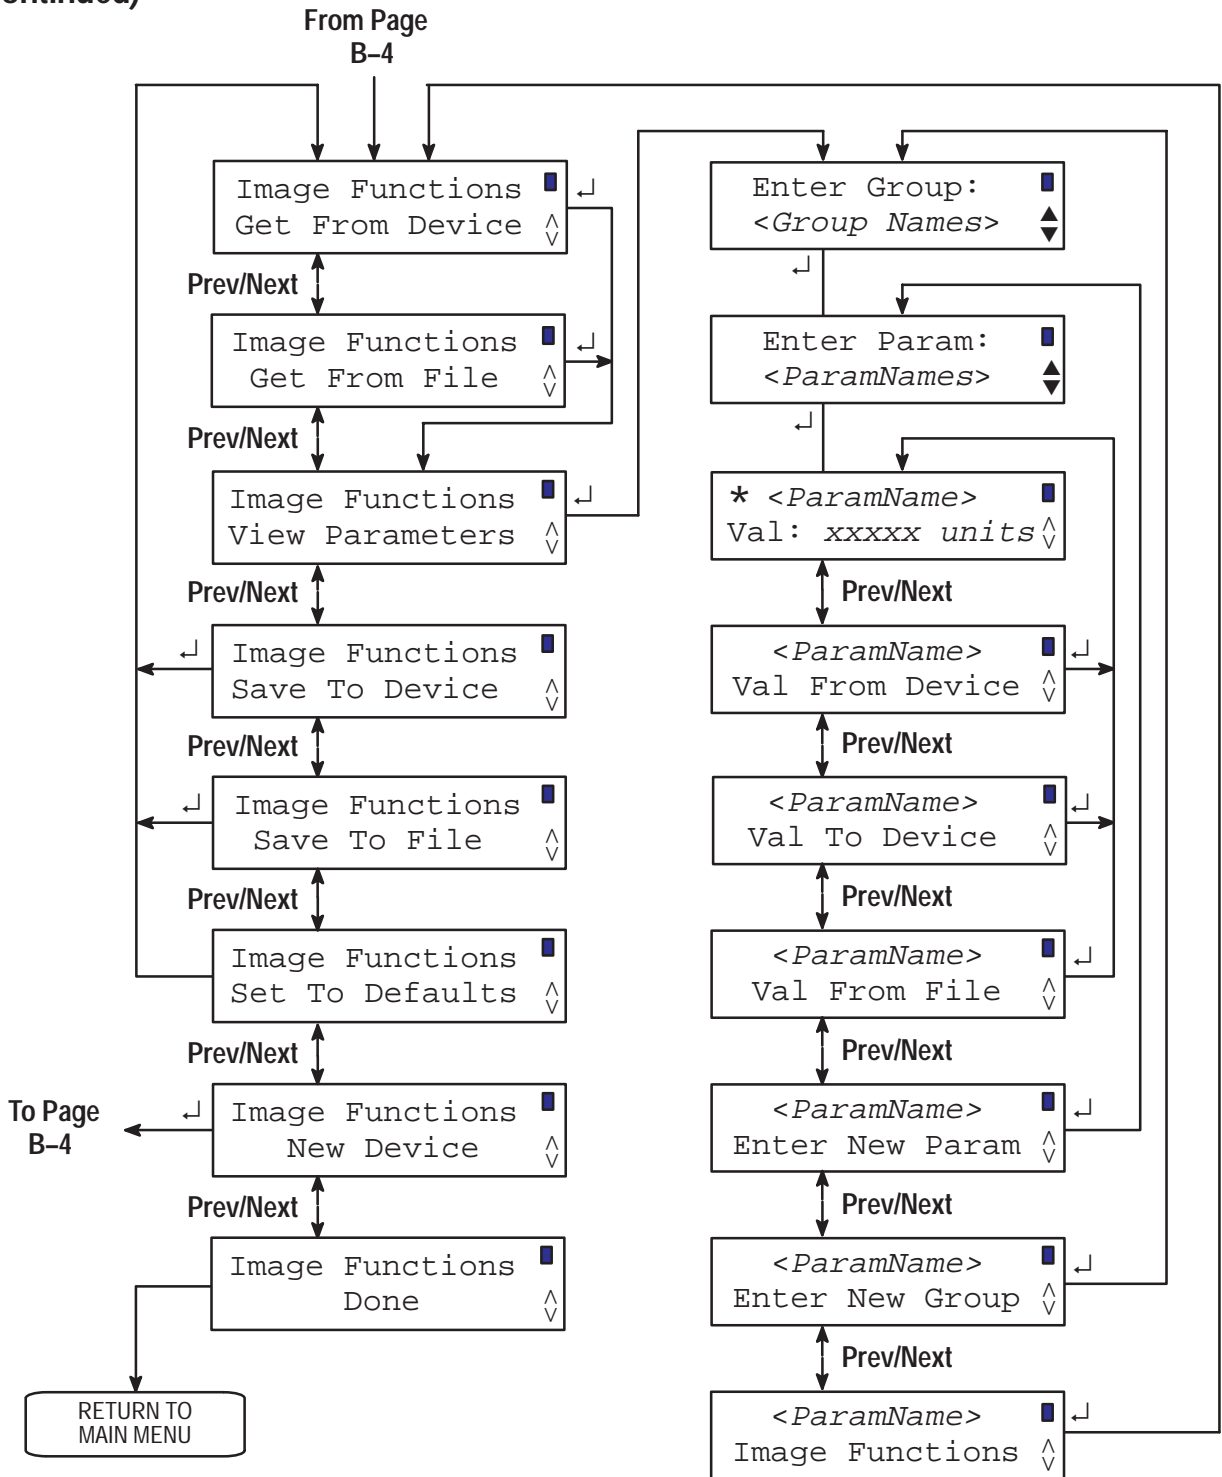 ontinued)
From Page
B–4
Image Functions
Get From Device
Prev/Next
Image Functions
Get From File
Prev/Next
Image Functions
View Parameters
Prev/Next
Image Functions
Save To Device
Prev/Next
Image Functions
Save To File
Prev/Next
Image Functions
Set To Defaults
Prev/Next
To Page
B–4
Image Functions
New Device
Prev/Next
Image Functions
Done
RETURN TO
MAIN MENU
Enter Group:
<Group Names>
Enter Param:
<ParamNames>
* <ParamName>
Val: xxxxx units
Prev/Next
<ParamName>
Val From Device
Prev/Next
<ParamName>
Val To Device
Prev/Next
<ParamName>
Val From File
Prev/Next
<ParamName>
Enter New Param
Prev/Next
<ParamName>
Enter New Group
Prev/Next
<ParamName>
Image Functions